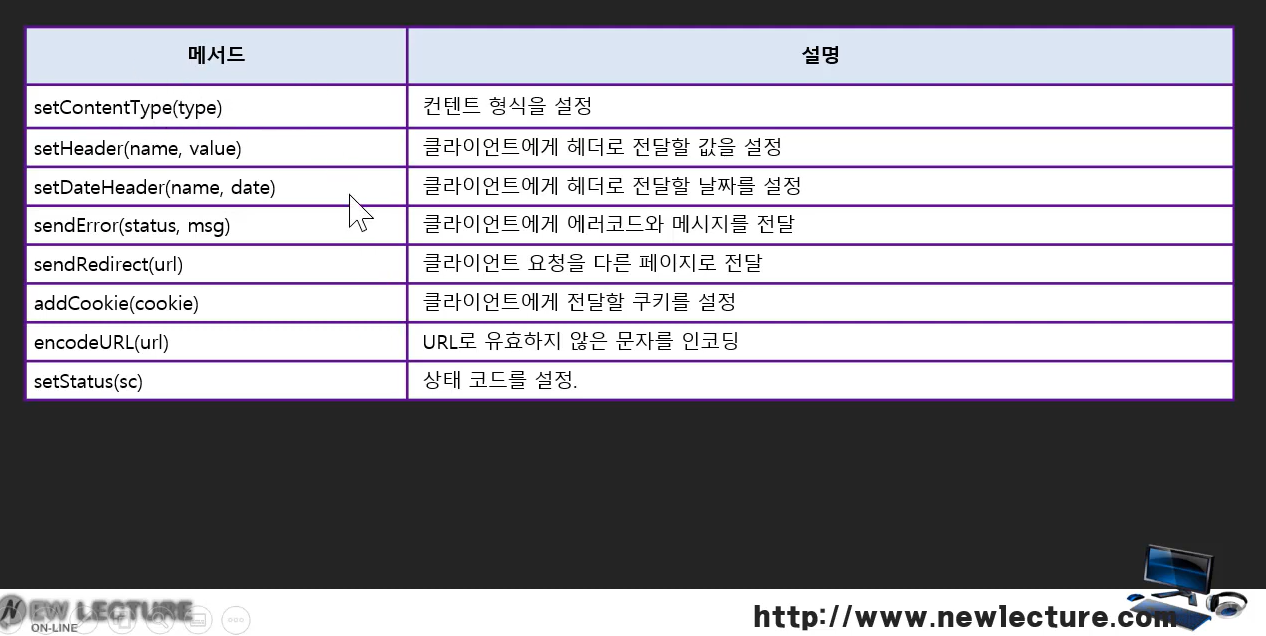 메서드 설명
setContentType(type) 컨텐트 형식을 설정
setHeader(name, value) 클라이언트에게 헤더로 전달할 값을 설정
setDateHeader(name, date) 클라이언트에게 헤더로 전달할 날짜를 설정
sendError(status, msg) 클라이언트에게 에러코드와 메시지를 전달
sendRedirect(url) 클라이언트 요청을 다른 페이지로 전달
addCookie(cookie) 클라이언트에게 전달할 쿠키를 설정
encodeURL(url) URL로 유효하지 않은 문자를 인코딩
setStatus(sc) 상태 코드를 설정.
NEW LECTURE
ON-LINE
http://www.newlecture.com